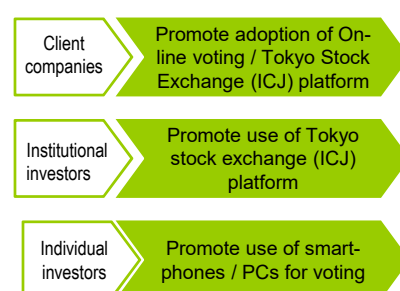 Client
companies
Promote adoption of On-
line voting / Tokyo Stock
Exchange (ICJ) platform
Institutional
investors
Promote use of Tokyo
stock exchange (ICJ)
platform
Individual
investors
Promote use of smart-
phones / PCs for voting